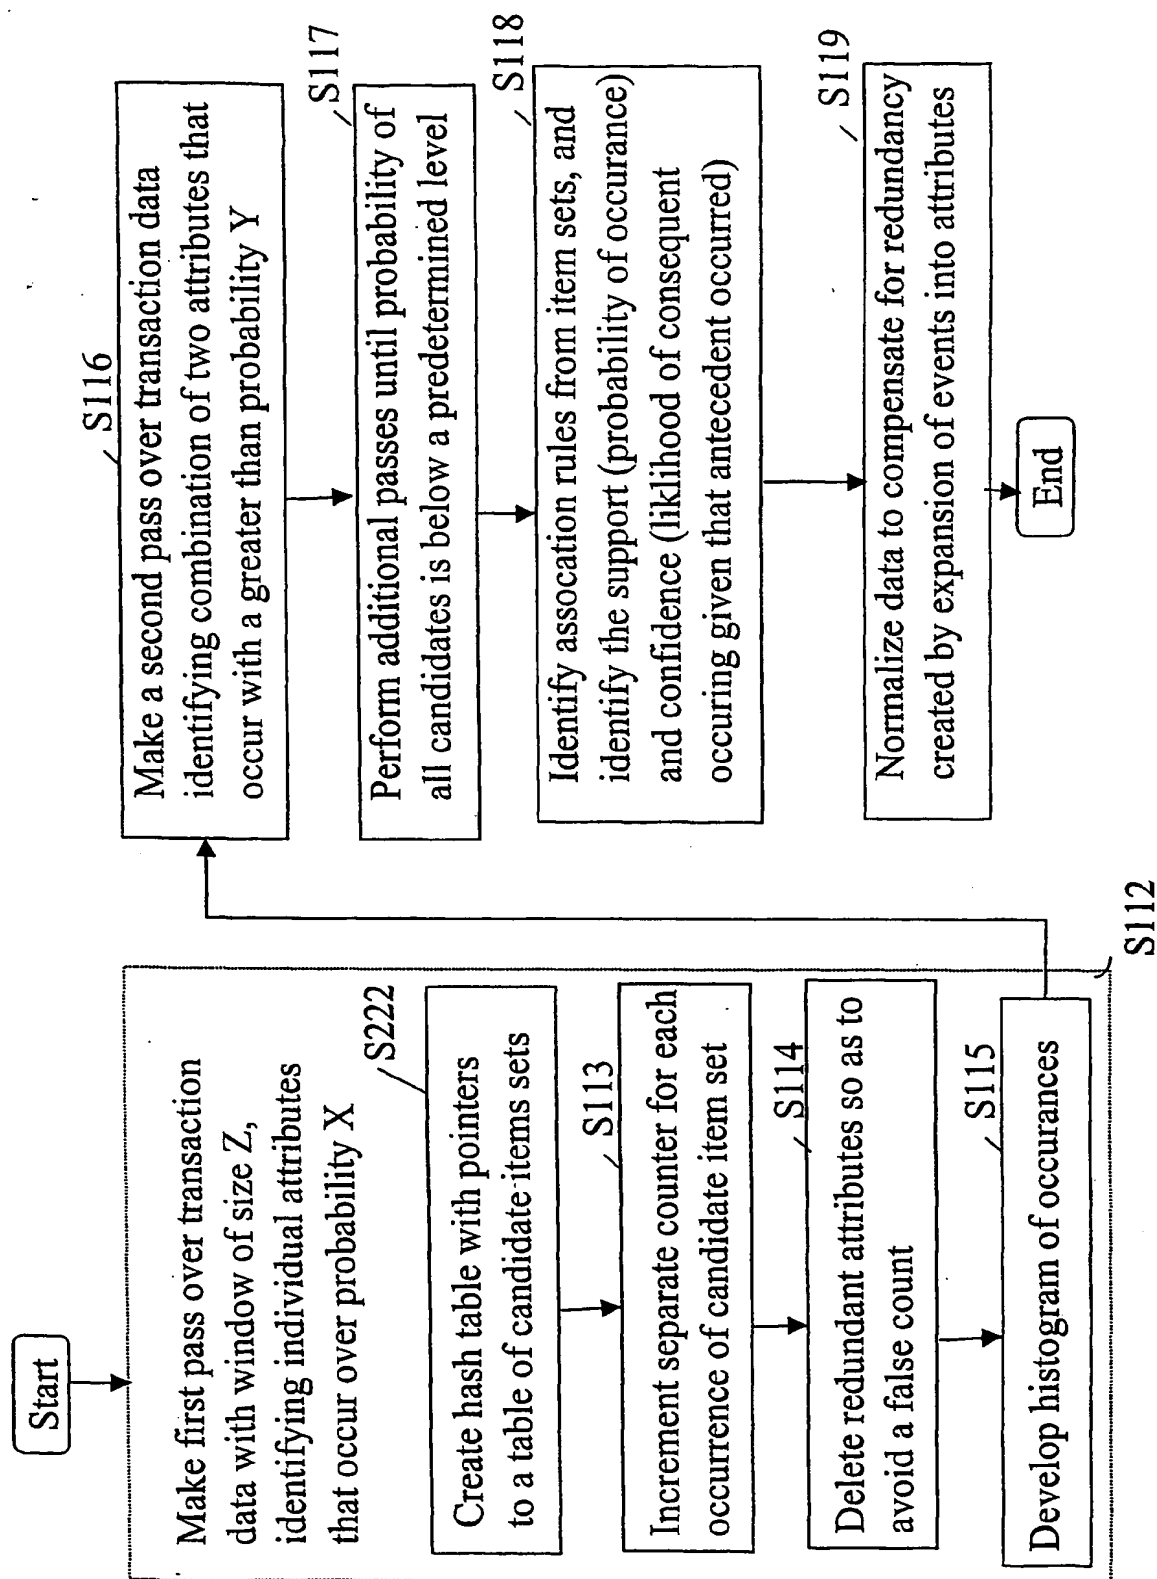 Start
Make first pass over transaction
data with window of size Z,
identifying individual attributes
that occur over probability X
S222
Create hash table with pointers
to a table of candidate items sets
S113
Increment separate counter for each
occurrence of candidate item set
S114
Delete redundant attributes so as to
avoid a false count
S115
Develop histogram of occurances
S112
S116
Make a second pass over transaction data
identifying combination of two attributes that
occur with a greater than probability Y
S117
Perform additional passes until probability of
all candidates is below a predetermined level
S118
Identify assocation rules from item sets, and
identify the support (probability of occurance)
and confidence (liklihood of consequent
occuring given that antecedent occurred)
S119
Normalize data to compensate for redundancy
created by expansion of events into attributes
End